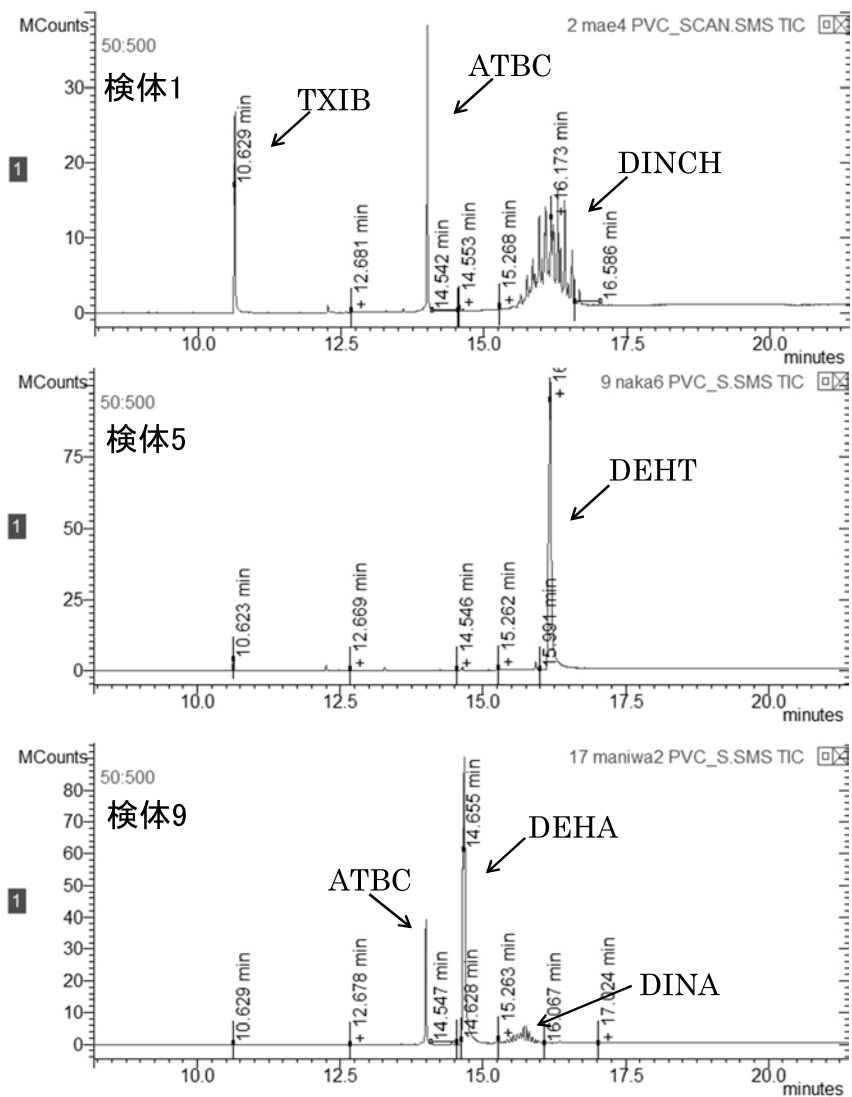 MCounts
2 mae4 PVC_SCAN.SMS TIC
50:500
検体1
TXIB
ATBC
DINCH
10.629 min
+ 12.681 min
14.542 min
+ 14.553 min
+ 15.268 min
+ 16.173 min
16.586 min
30
20
10
0
1
10.0 12.5 15.0 17.5 20.0
minutes
MCounts
9 naka6 PVC_S.SMS TIC
50:500
検体5
DEHT
10.623 min
+ 12.669 min
+ 14.546 min
+ 15.262 min
15.991 min
+ 16
75
50
25
0
1
10.0 12.5 15.0 17.5 20.0
minutes
MCounts
17 maniwa2 PVC_S.SMS TIC
50:500
検体9
ATBC
DEHA
DINA
10.629 min
+ 12.678 min
14.547 min
14.628 min
14.655 min
+ 15.263 min
16.067 min
+ 17.024 min
80
70
60
50
40
30
20
10
0
1
10.0 12.5 15.0 17.5 20.0
minutes